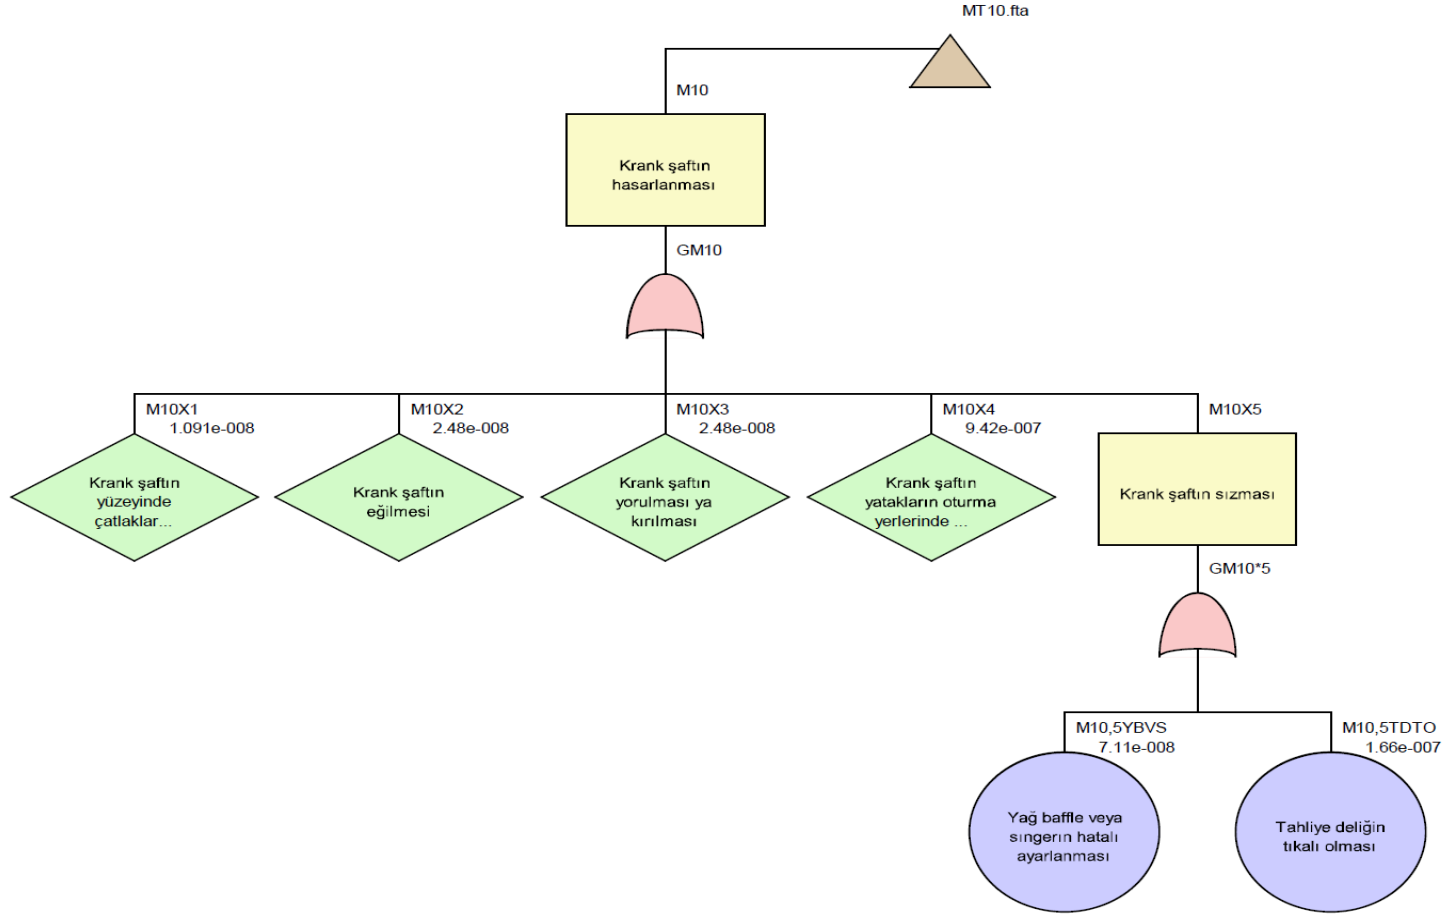 MT10.fta
M10
Krank şaftın
hasarlanması
GM10
M10X1
1.091e-008
Krank şaftın
yüzeyinde
çatlaklar...
M10X2
2.48e-008
Krank şaftın
eğilmesi
M10X3
2.48e-008
Krank şaftın
yorulması ya
kırılması
M10X4
9.42e-007
Krank şaftın
yatakların oturma
yerlerinde ...
M10X5
Krank şaftın sızması
GM10*5
M10,5YBVS
7.11e-008
Yağ baffle veya
sıngerın hatalı
ayarlanması
M10,5TDTO
1.66e-007
Tahliye deliğin
tıkalı olması